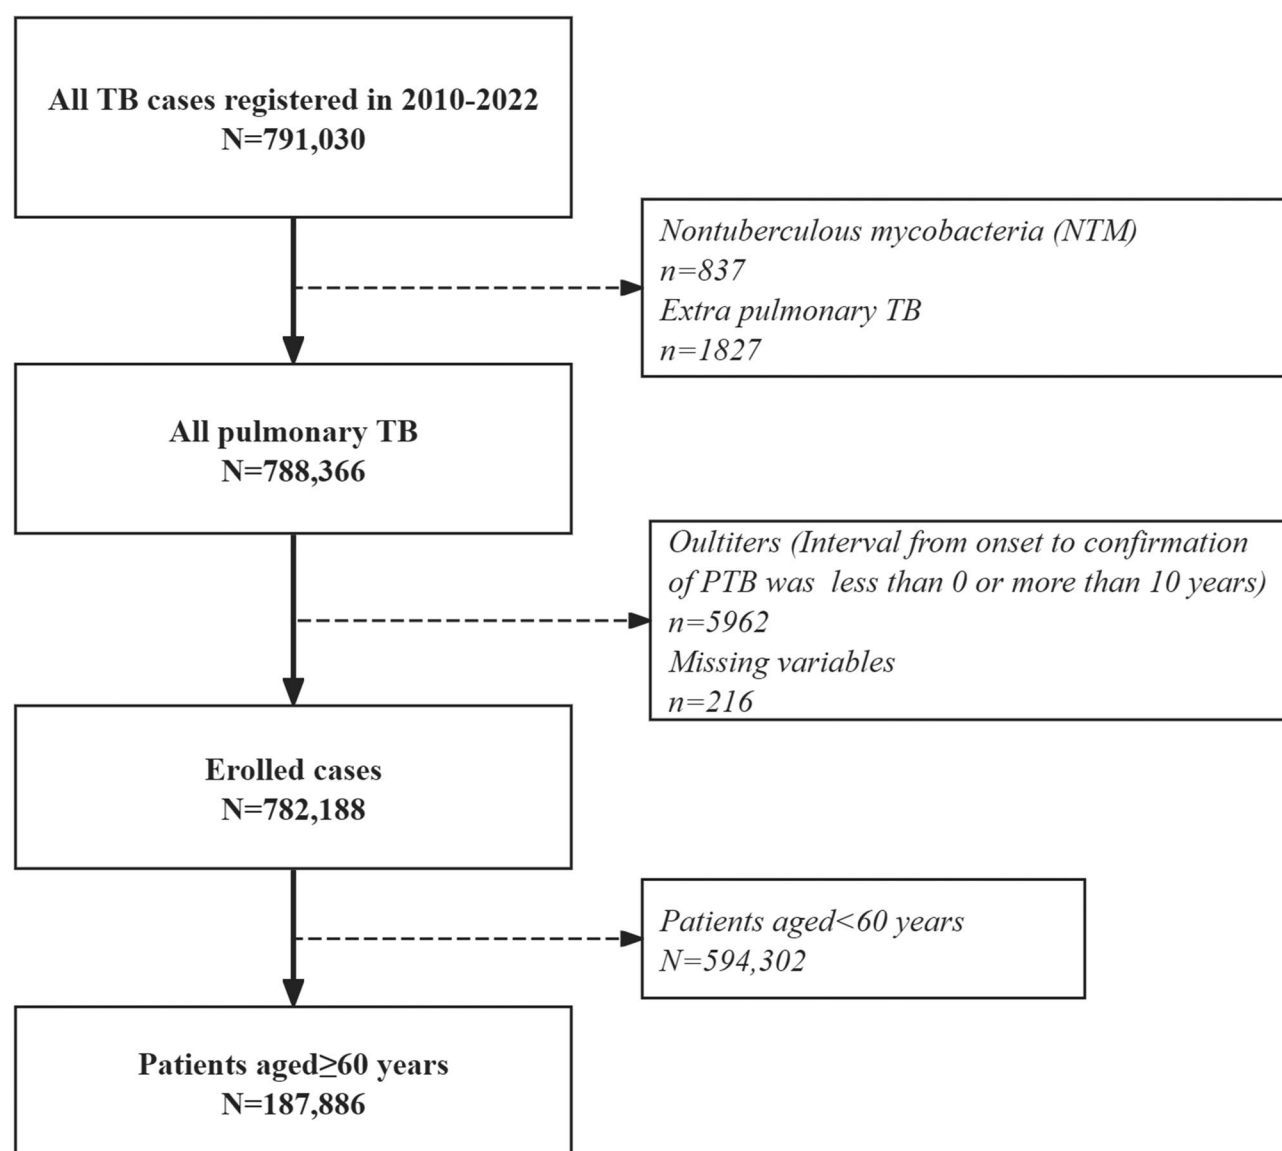 All TB cases registered in 2010-2022
N=791,030
Nontuberculous mycobacteria (NTM)
n=837
Extra pulmonary TB
n=1827
All pulmonary TB
N=788,366
Oultiters (Interval from onset to confirmation
of PTB was  less than 0 or more than 10 years)
n=5962
Missing variables
n=216
Erolled cases
N=782,188
Patients aged<60 years
N=594,302
Patients aged≥60 years
N=187,886